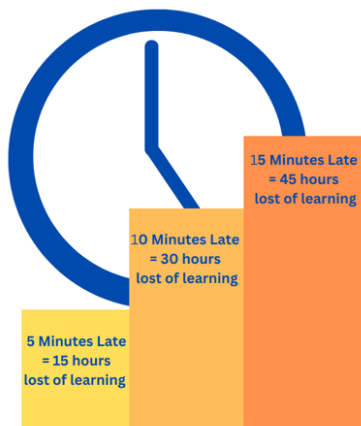 15 Minutes Late
= 45 hours
lost of learning
10 Minutes Late
= 30 hours
lost of learning
5 Minutes Late
= 15 hours
lost of learning